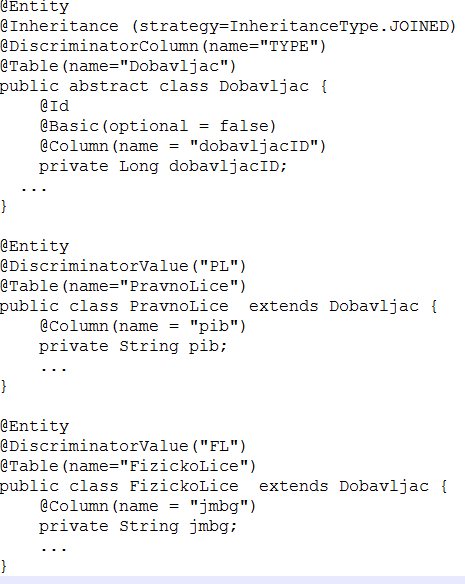 @Entity
@Inheritance (strategy=InheritanceType.JOINED)
@DiscriminatorColumn(name="TYPE")
@Table(name="Dobavljac")
public abstract class Dobavljac {
    @Id
    @Basic(optional = false)
    @Column(name = "dobavljacID")
    private Long dobavljacID;
  ...
}

@Entity
@DiscriminatorValue("PL")
@Table(name="PravnoLice")
public class PravnoLice  extends Dobavljac {
    @Column(name = "pib")
    private String pib;
    ...
}

@Entity
@DiscriminatorValue("FL")
@Table(name="FizickoLice")
public class FizickoLice  extends Dobavljac {
    @Column(name = "jmbg")
    private String jmbg;
    ...
}